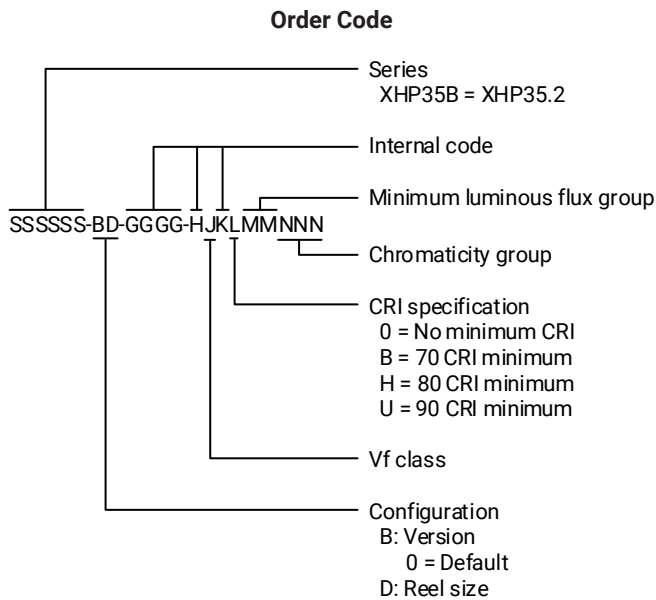 Order Code
Series
XHP35B = XHP35.2
Internal code
Minimum luminous flux group
SSSSSS-BD-GGGG-HJKLMMNNN
Chromaticity group
CRI specification
0 = No minimum CRI
B = 70 CRI minimum
H = 80 CRI minimum
U = 90 CRI minimum
Vf class
Configuration
B: Version
0 = Default
D: Reel size